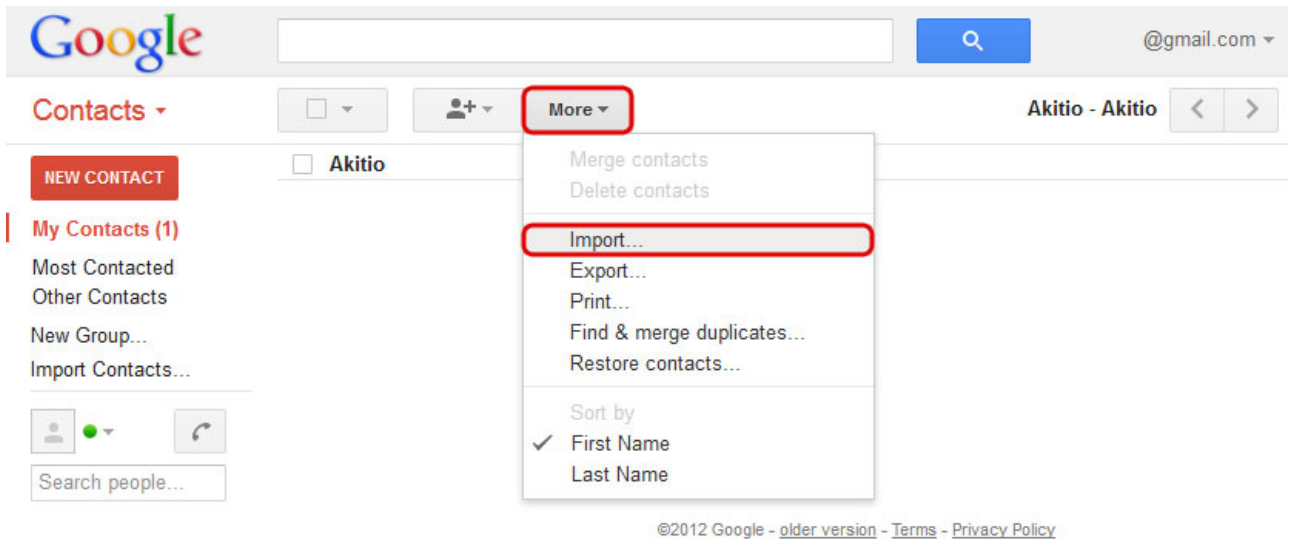 Google
@gmail.com
Contacts
More
Akitio - Akitio
NEW CONTACT
Akitio
My Contacts (1)
Most Contacted
Other Contacts
New Group...
Import Contacts...
Search people...
Merge contacts
Delete contacts
Import...
Export...
Print...
Find & merge duplicates...
Restore contacts...
Sort by
First Name
Last Name
©2012 Google - older version - Terms - Privacy Policy